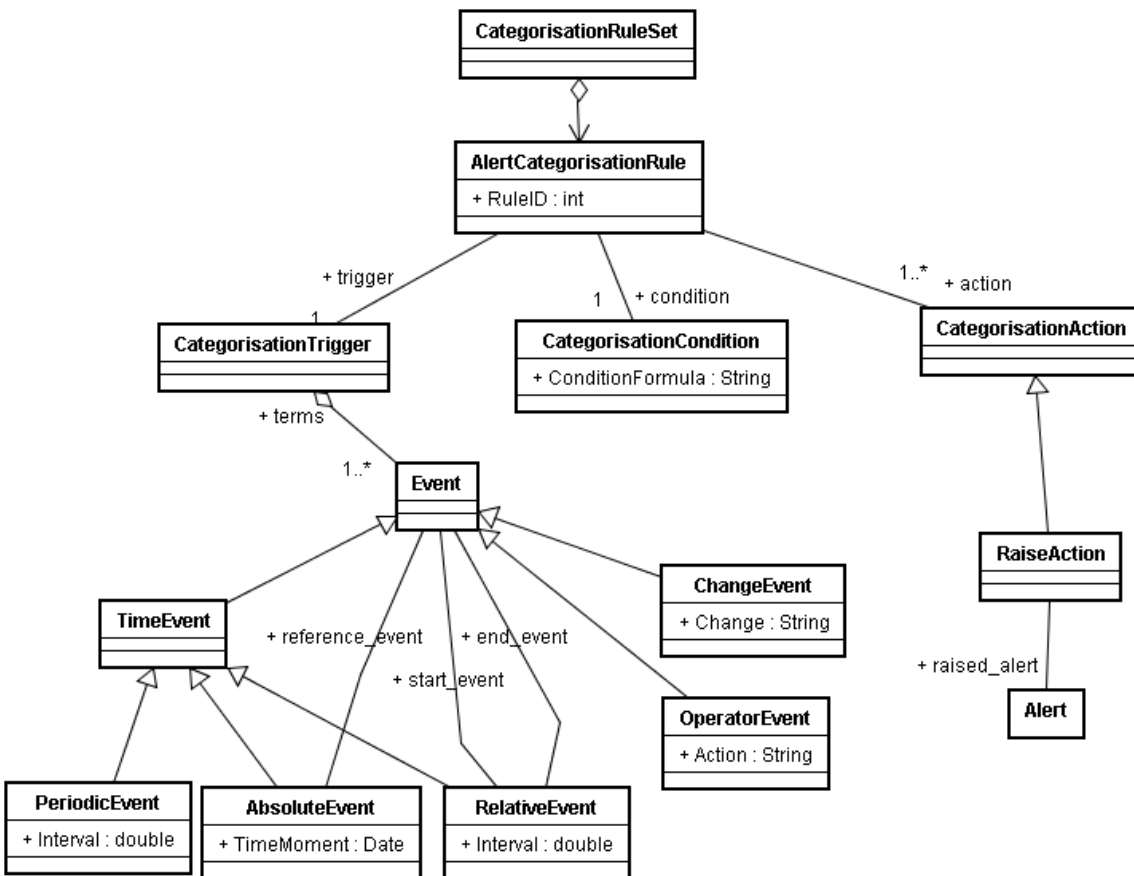 CategorisationRuleSet
AlertCategorisationRule
+ RuleID : int
+ trigger
1
1
+ condition
1..*
+ action
CategorisationTrigger
CategorisationCondition
+ ConditionFormula : String
CategorisationAction
+ terms
1..*
Event
RaiseAction
ChangeEvent
+ Change : String
TimeEvent
+ reference_event
+ end_event
+ start_event
+ raised_alert
OperatorEvent
+ Action : String
Alert
PeriodicEvent
+ Interval : double
AbsoluteEvent
+ TimeMoment : Date
RelativeEvent
+ Interval : double